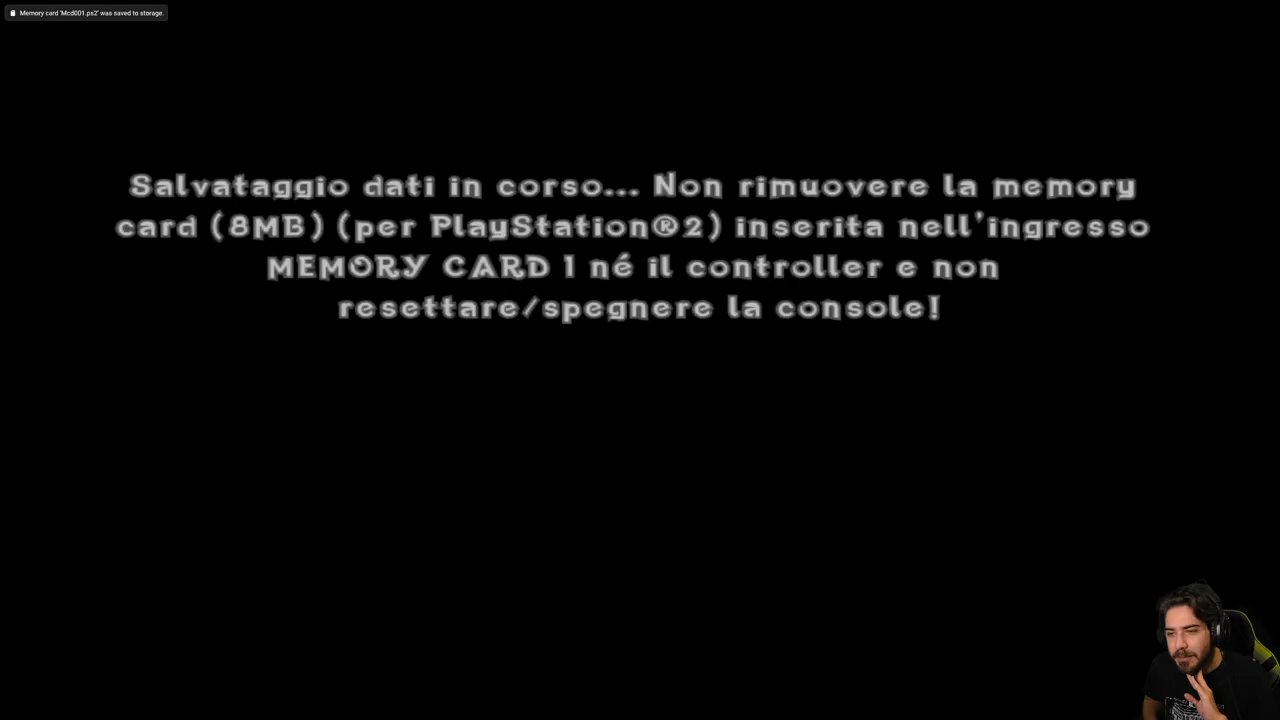 Memory card 'Mcd001.ps2' was saved to storage.
Salvataggio dati in corso... Non rimuovere la memory
card (8MB) (per PlayStation®2) inserita nell'ingresso
MEMORY CARD 1 né il controller e non
resettare/spegnere la console!